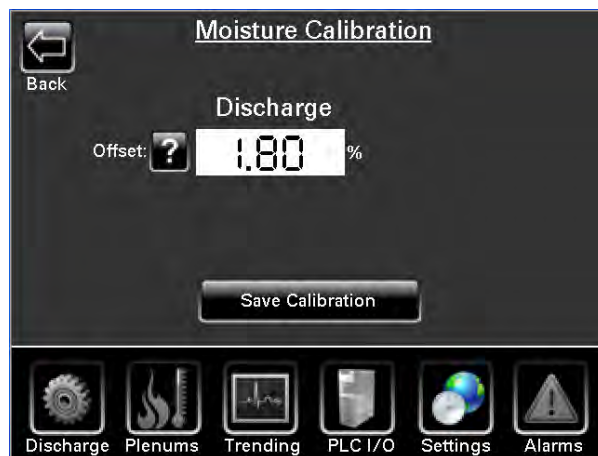 Moisture Calibration
Back
Discharge
Offset: ? 1.80 %
Save Calibration
Discharge Plenums Trending PLC I/O Settings Alarms